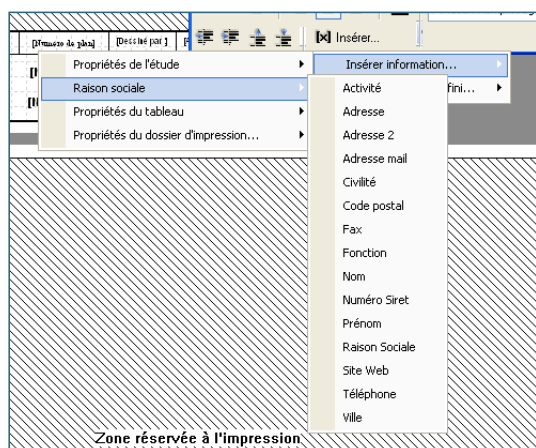 [x] Insérer...
[Numéro de plan] [Dessiné par]
Insérer information...
Propriétés de l'étude
Raison sociale
Propriétés du tableau
Propriétés du dossier d'impression...
fini...
Activité
Adresse
Adresse 2
Adresse mail
Civilité
Code postal
Fax
Fonction
Nom
Numéro Siret
Prénom
Raison Sociale
Site Web
Téléphone
Ville
Zone réservée à l'impression